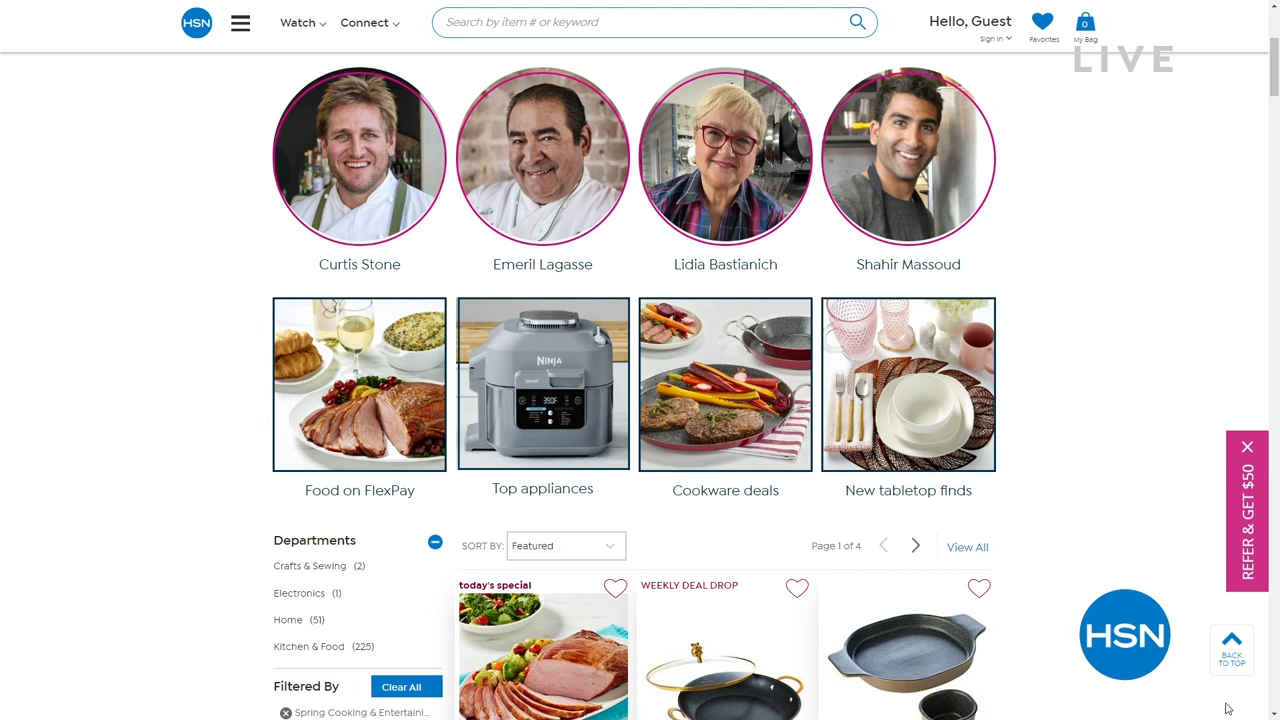 HSN
Watch
Connect
Search by item # or keyword
Hello, Guest
Sign In
Favorites
0
My Bag
LIVE
Curtis Stone
Emeril Lagasse
Lidia Bastianich
Shahir Massoud
NINJA
390F
Food on FlexPay
Top appliances
Cookware deals
New tabletop finds
REFER & GET $50
Departments
Crafts & Sewing (2)
Electronics (1)
Home (51)
Kitchen & Food (225)
Filtered By
Clear All
Spring Cooking & Entertaini...
SORT BY:
Featured
Page 1 of 4
View All
today's special
WEEKLY DEAL DROP
HSN
BACK
TO TOP